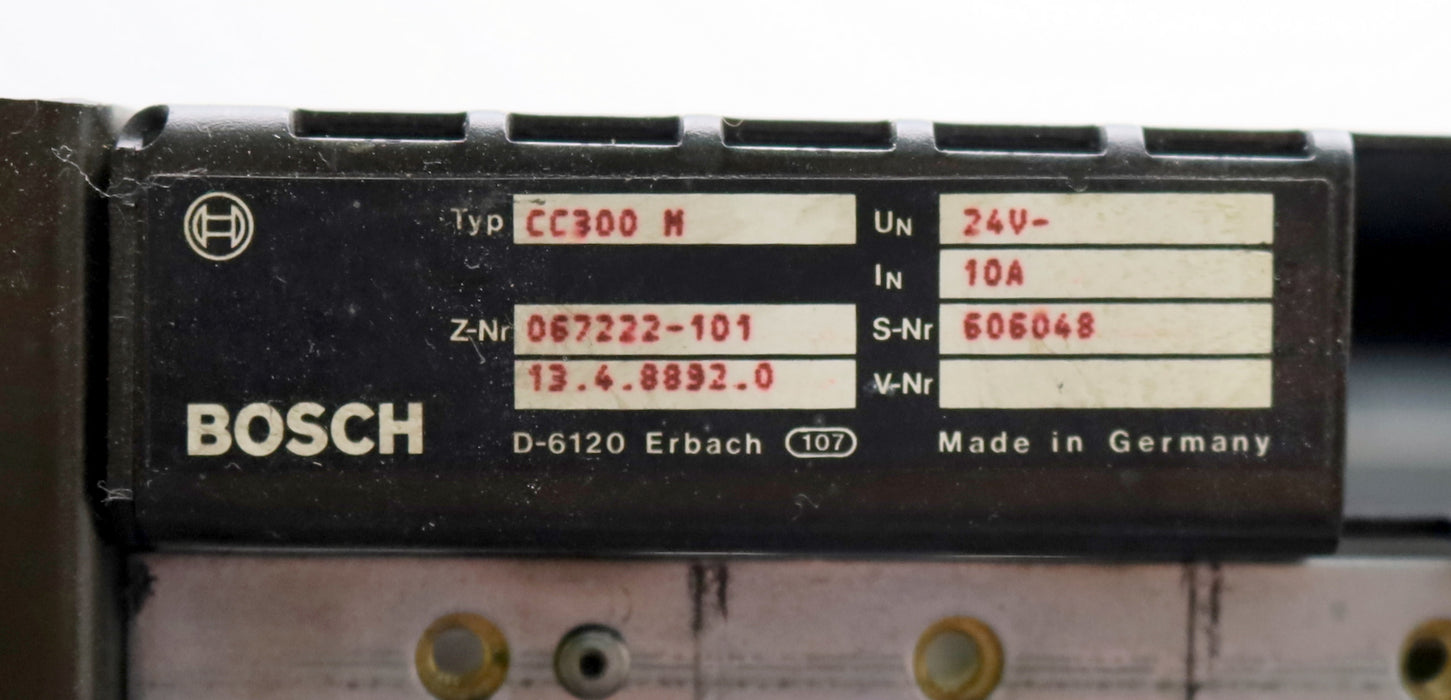 Typ CC300 M UN 24V-
IN 10A
Z-Nr 067222-101 S-Nr 606048
13.4.8892.0 V-Nr
BOSCH D-6120 Erbach 107 Made in Germany